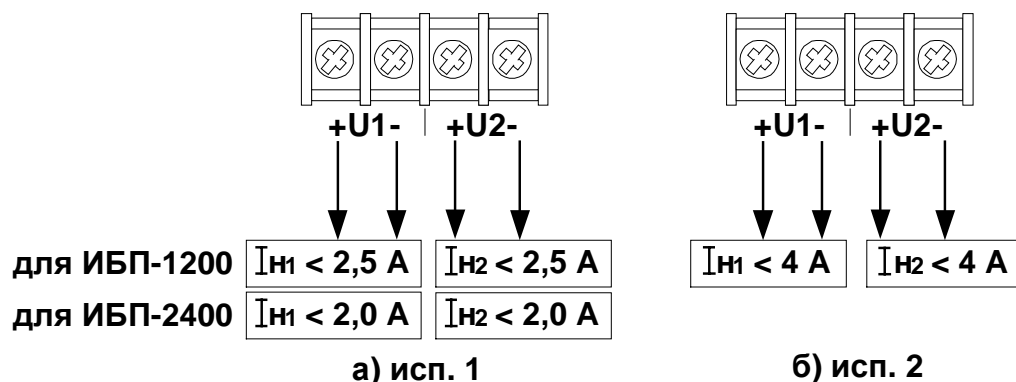 +U1- | +U2-
+U1- | +U2-
для ИБП-1200 Iн1 < 2,5 А Iн2 < 2,5 А
Iн1 < 4 А Iн2 < 4 А
для ИБП-2400 Iн1 < 2,0 А Iн2 < 2,0 А
а) исп. 1
б) исп. 2